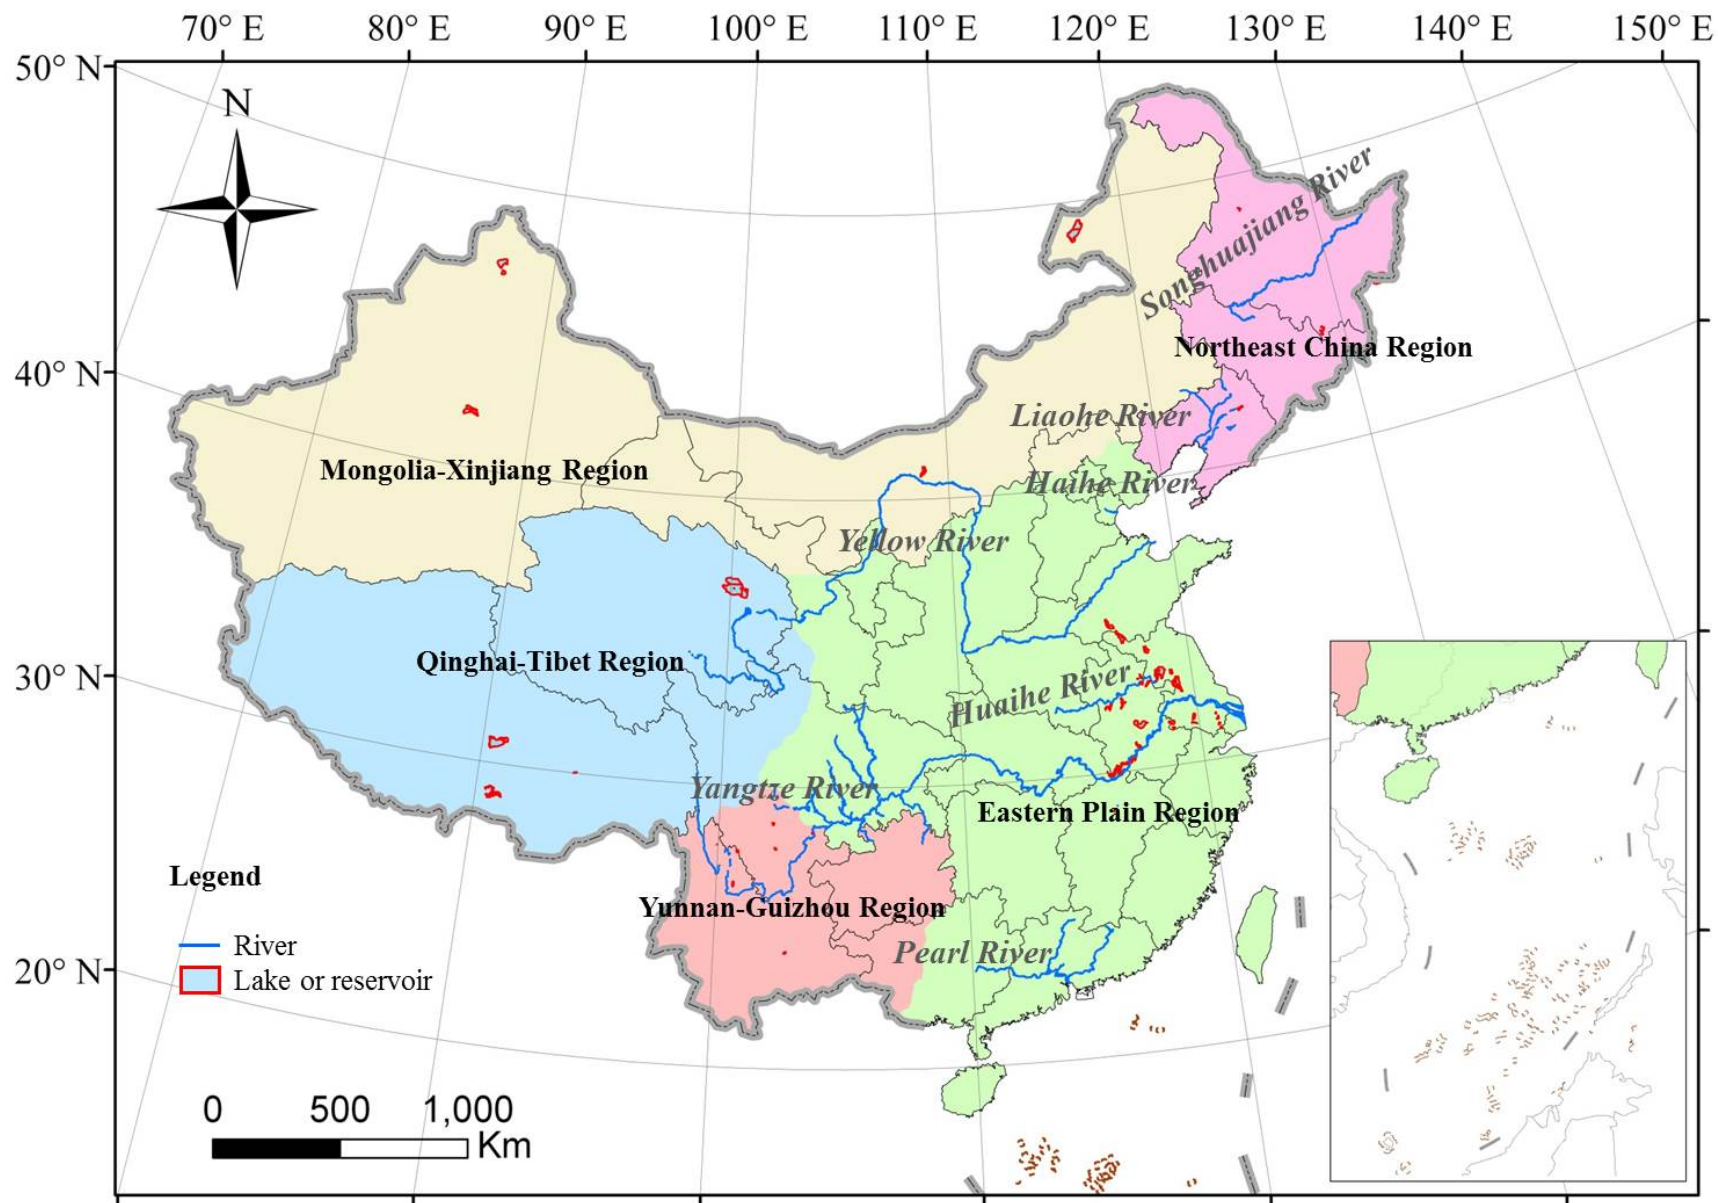 70° E
80° E
90° E
100° E
110° E
120° E
130° E
140° E
150° E
50° N
N
Songhuajiang River
Northeast China Region
40° N
Liaohe River
Mongolia-Xinjiang Region
Haihe River
Yellow River
Qinghai-Tibet Region
30° N
Huaihe River
Yangtze River
Eastern Plain Region
Legend
Yunnan-Guizhou Region
River
Pearl River
20° N
Lake or reservoir
0
500
1,000
Km